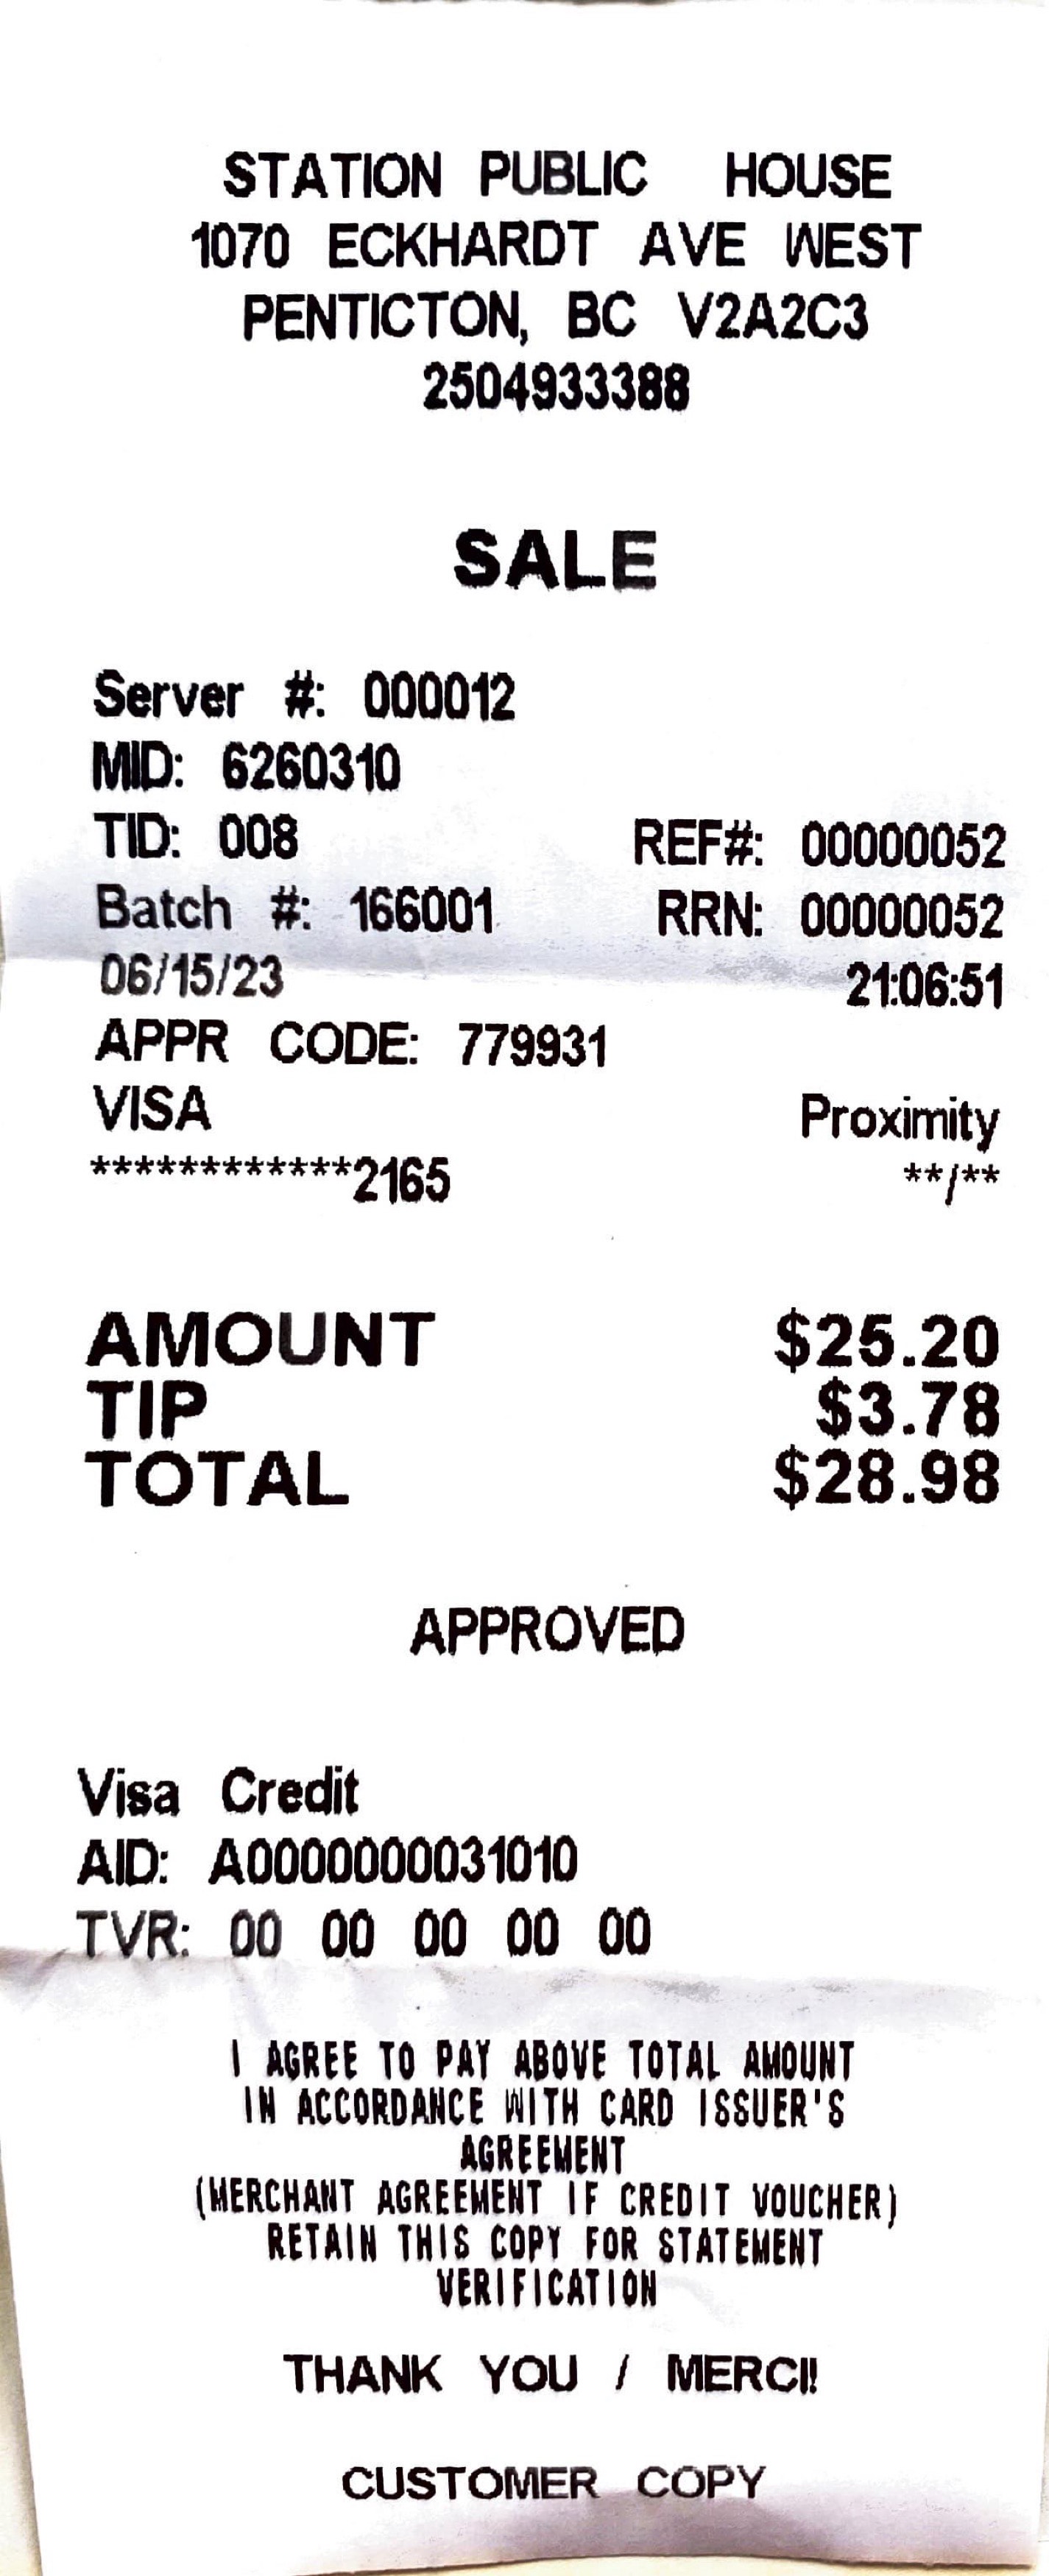 STATION PUBLIC HOUSE
1070 ECKHARDT AVE WEST
PENTICTON, BC V2A2C3
2504933388
SALE
Server #: 000012
MID: 6260310
TID: 008 REF#: 00000052
Batch #: 166001 RRN: 00000052
06/15/23 21:06:51
APPR CODE: 779931
VISA Proximity
************2165 **/**
AMOUNT $25.20
TIP $3.78
TOTAL $28.98
APPROVED
Visa Credit
AID: A0000000031010
TVR: 00 00 00 00 00
I AGREE TO PAY ABOVE TOTAL AMOUNT
IN ACCORDANCE WITH CARD ISSUER'S
AGREEMENT
(MERCHANT AGREEMENT IF CREDIT VOUCHER)
RETAIN THIS COPY FOR STATEMENT
VERIFICATION
THANK YOU / MERCI!
CUSTOMER COPY